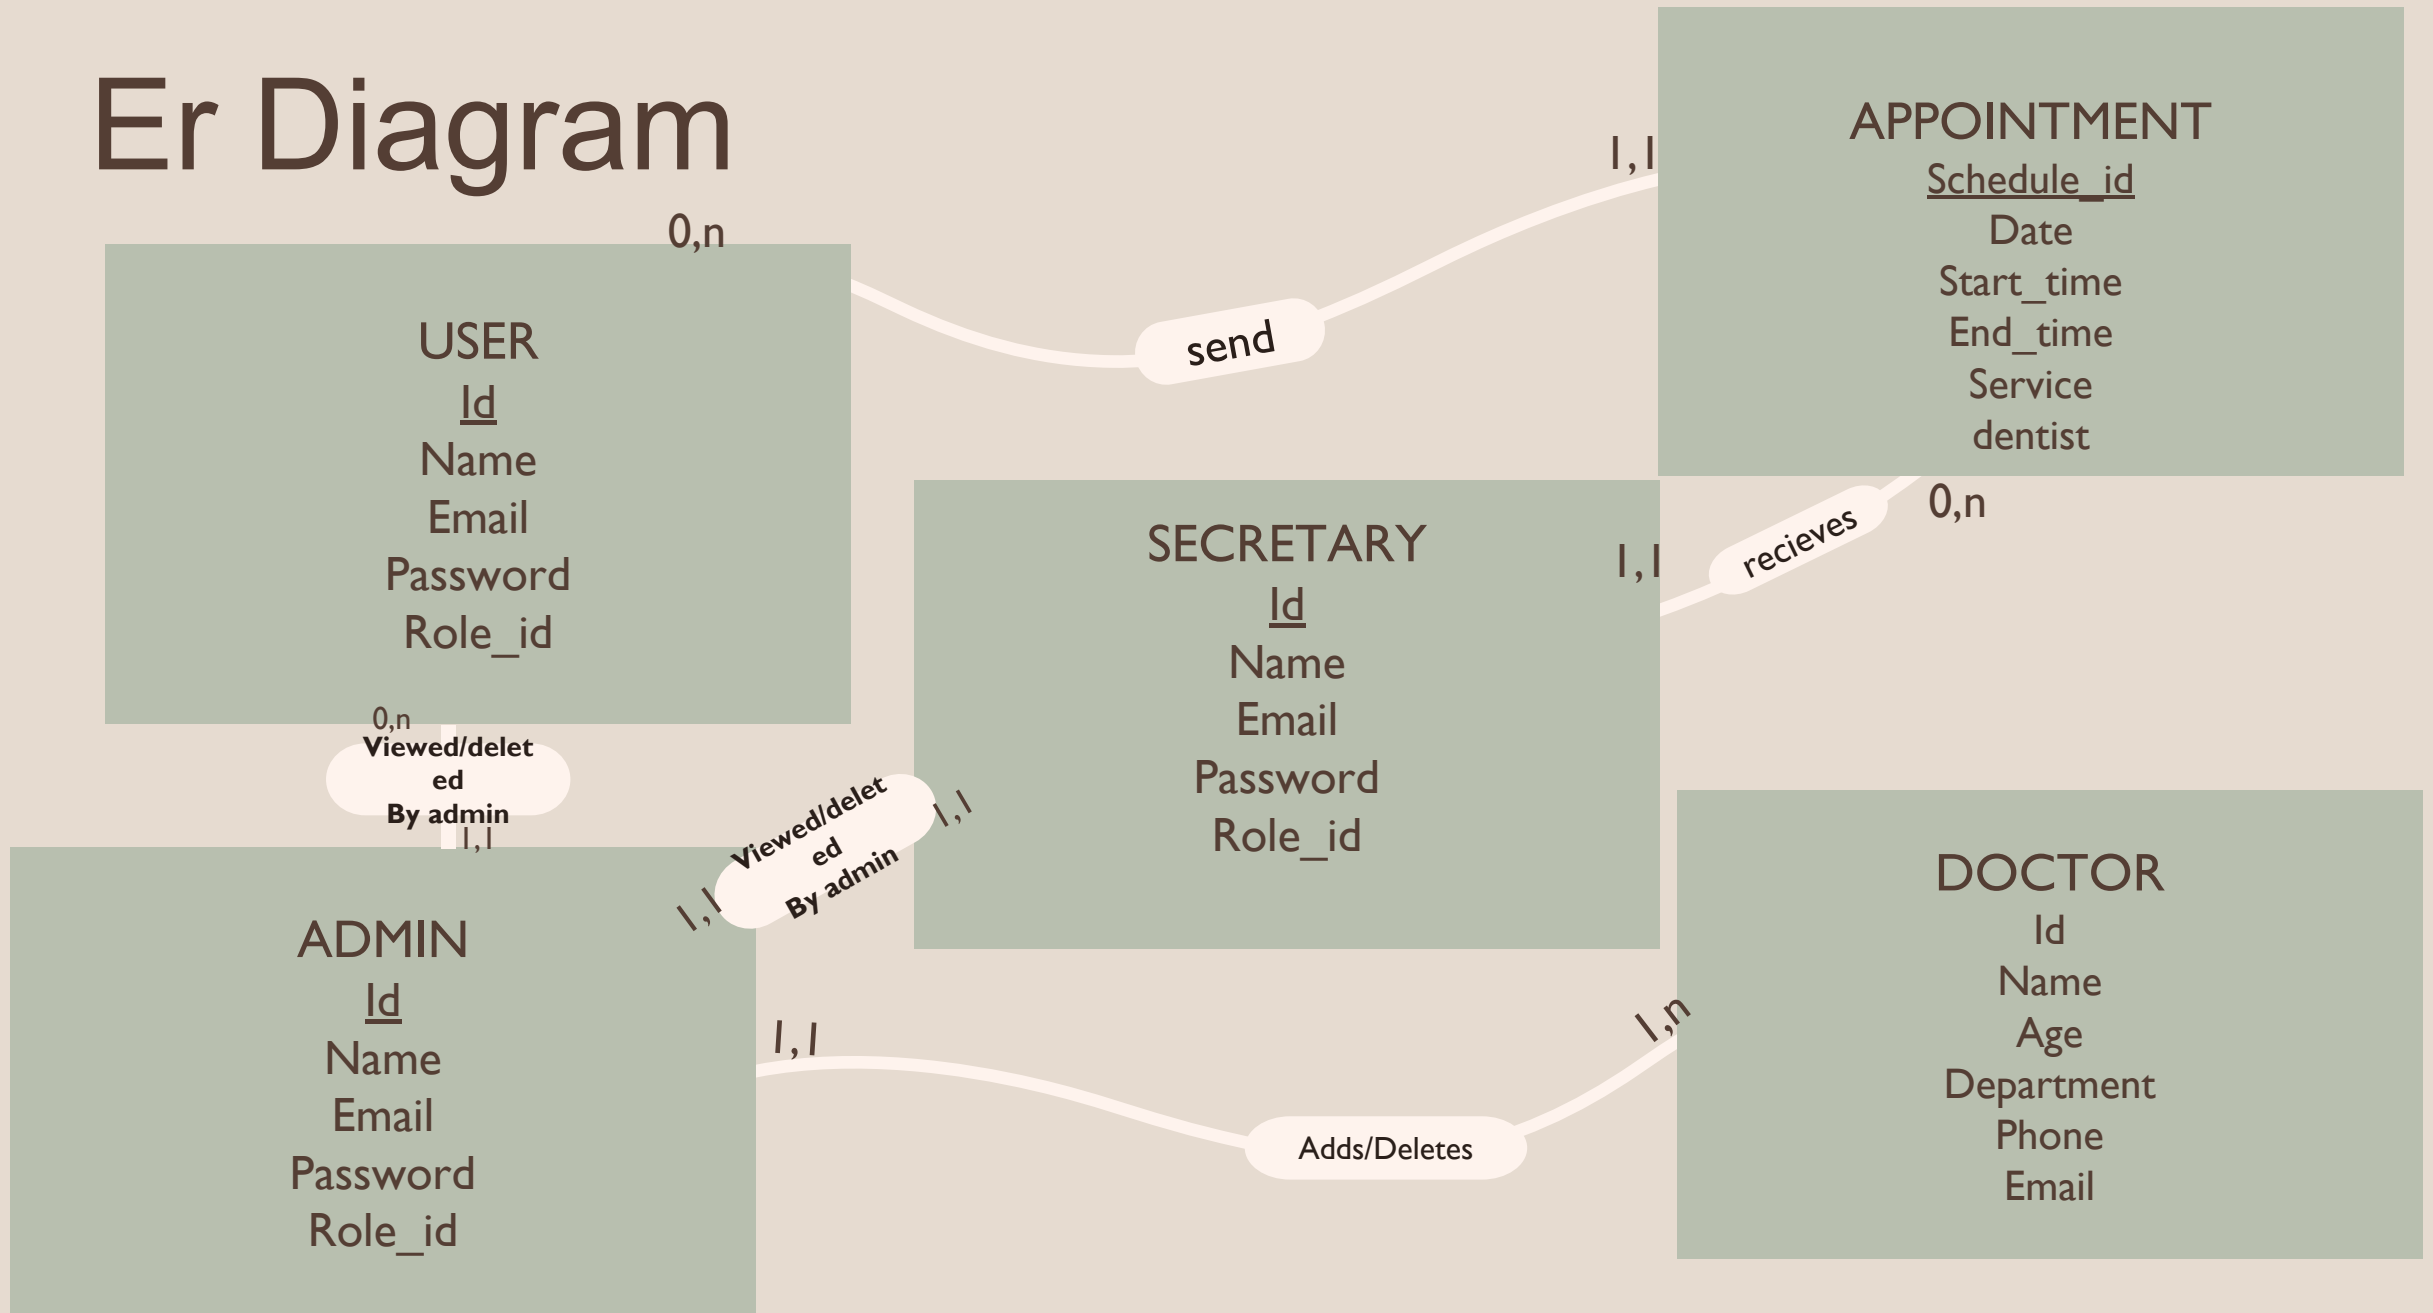 Er Diagram
0,n
USER
Id
Name
Email
Password
Role_id
send
1,1
APPOINTMENT
Schedule_id
Date
Start_time
End_time
Service
dentist
0,n
recieves
1,1
SECRETARY
Id
Name
Email
Password
Role_id
0,n
Viewed/delet
ed
By admin
1,1
Viewed/delet
ed
By admin
1,1
1,1
ADMIN
Id
Name
Email
Password
Role_id
1,1
Adds/Deletes
1,n
DOCTOR
Id
Name
Age
Department
Phone
Email